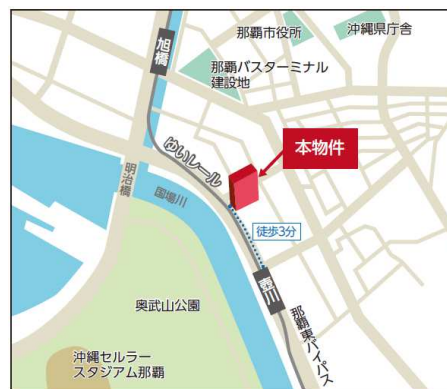 那覇市役所
沖縄県庁舎
旭橋
那覇バスターミナル
建設地
ゆいレール
本物件
明治橋
国場川
徒歩3分
壺川
奥武山公園
那覇東バイパス
沖縄セルラー
スタジアム那覇